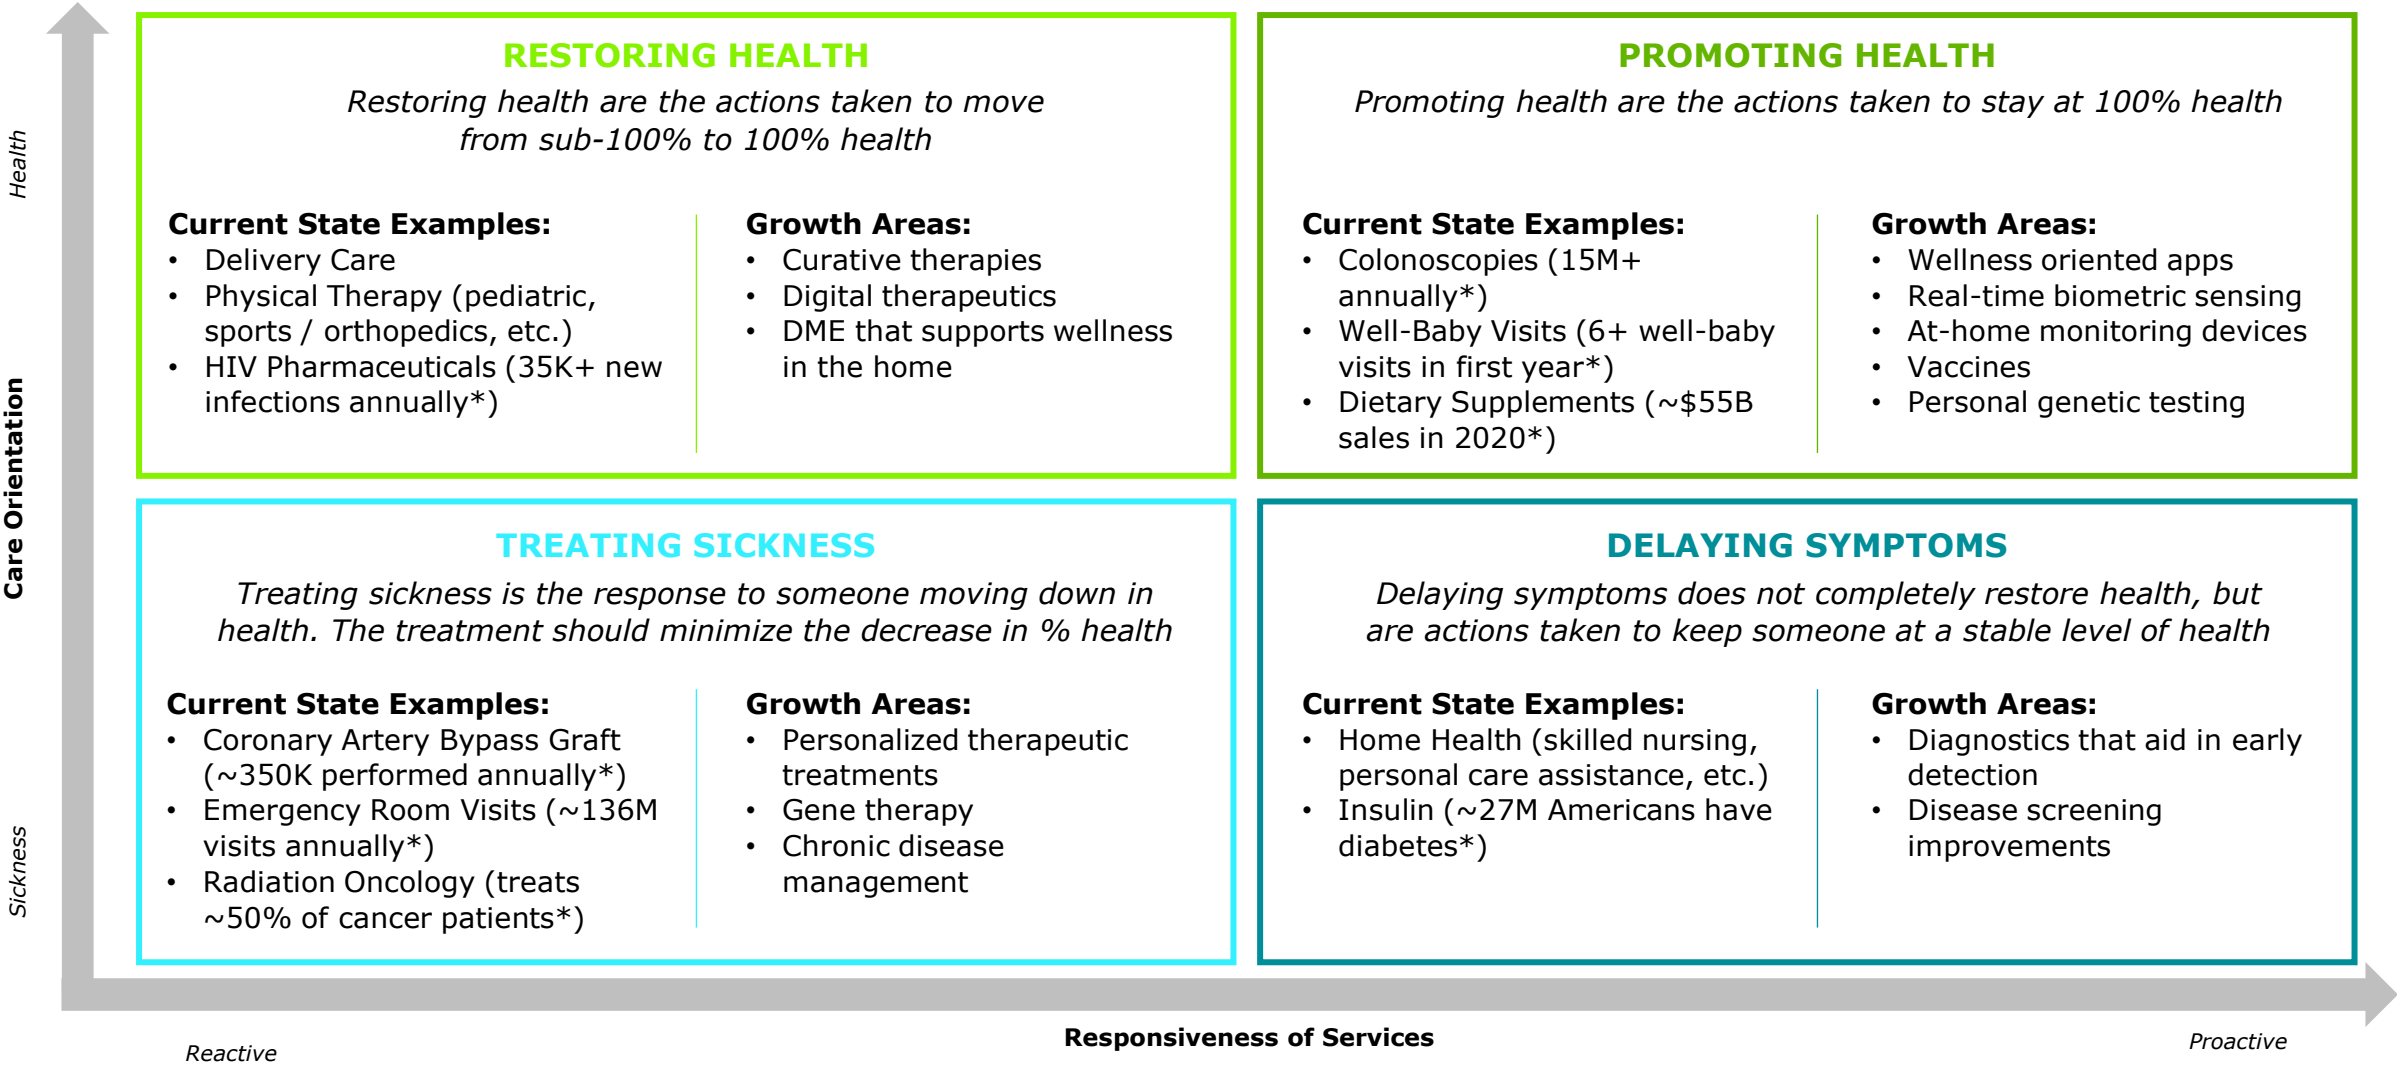 RESTORING HEALTH
Restoring health are the actions taken to move
from sub-100% to 100% health
Current State Examples:
• Delivery Care
• Physical Therapy (pediatric,
sports / orthopedics, etc.)
• HIV Pharmaceuticals (35K+ new
infections annually*)
Growth Areas:
• Curative therapies
• Digital therapeutics
• DME that supports wellness
in the home
PROMOTING HEALTH
Promoting health are the actions taken to stay at 100% health
Current State Examples:
• Colonoscopies (15M+
annually*)
• Well-Baby Visits (6+ well-baby
visits in first year*)
• Dietary Supplements (~$55B
sales in 2020*)
Growth Areas:
• Wellness oriented apps
• Real-time biometric sensing
• At-home monitoring devices
• Vaccines
• Personal genetic testing
TREATING SICKNESS
Treating sickness is the response to someone moving down in
health. The treatment should minimize the decrease in % health
Current State Examples:
• Coronary Artery Bypass Graft
(~350K performed annually*)
• Emergency Room Visits (~136M
visits annually*)
• Radiation Oncology (treats
~50% of cancer patients*)
Growth Areas:
• Personalized therapeutic
treatments
• Gene therapy
• Chronic disease
management
DELAYING SYMPTOMS
Delaying symptoms does not completely restore health, but
are actions taken to keep someone at a stable level of health
Current State Examples:
• Home Health (skilled nursing,
personal care assistance, etc.)
• Insulin (~27M Americans have
diabetes*)
Growth Areas:
• Diagnostics that aid in early
detection
• Disease screening
improvements
Health
Care Orientation
Sickness
Reactive
Responsiveness of Services
Proactive